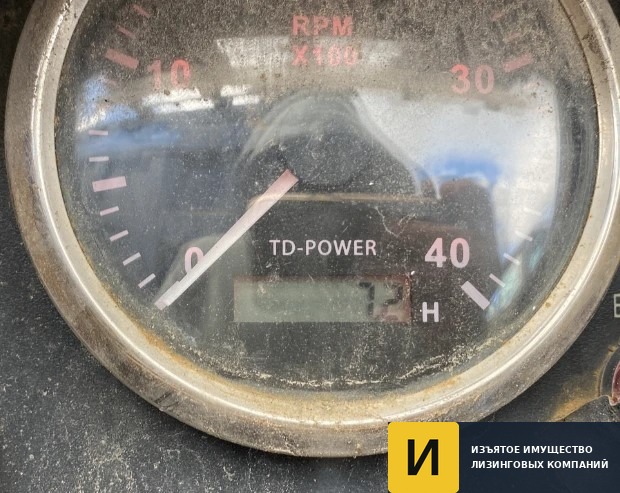 RPM
X100
10
30
TD-POWER
0
40
H
И
ИЗЪЯТОЕ ИМУЩЕСТВО
ЛИЗИНГОВЫХ КОМПАНИЙ